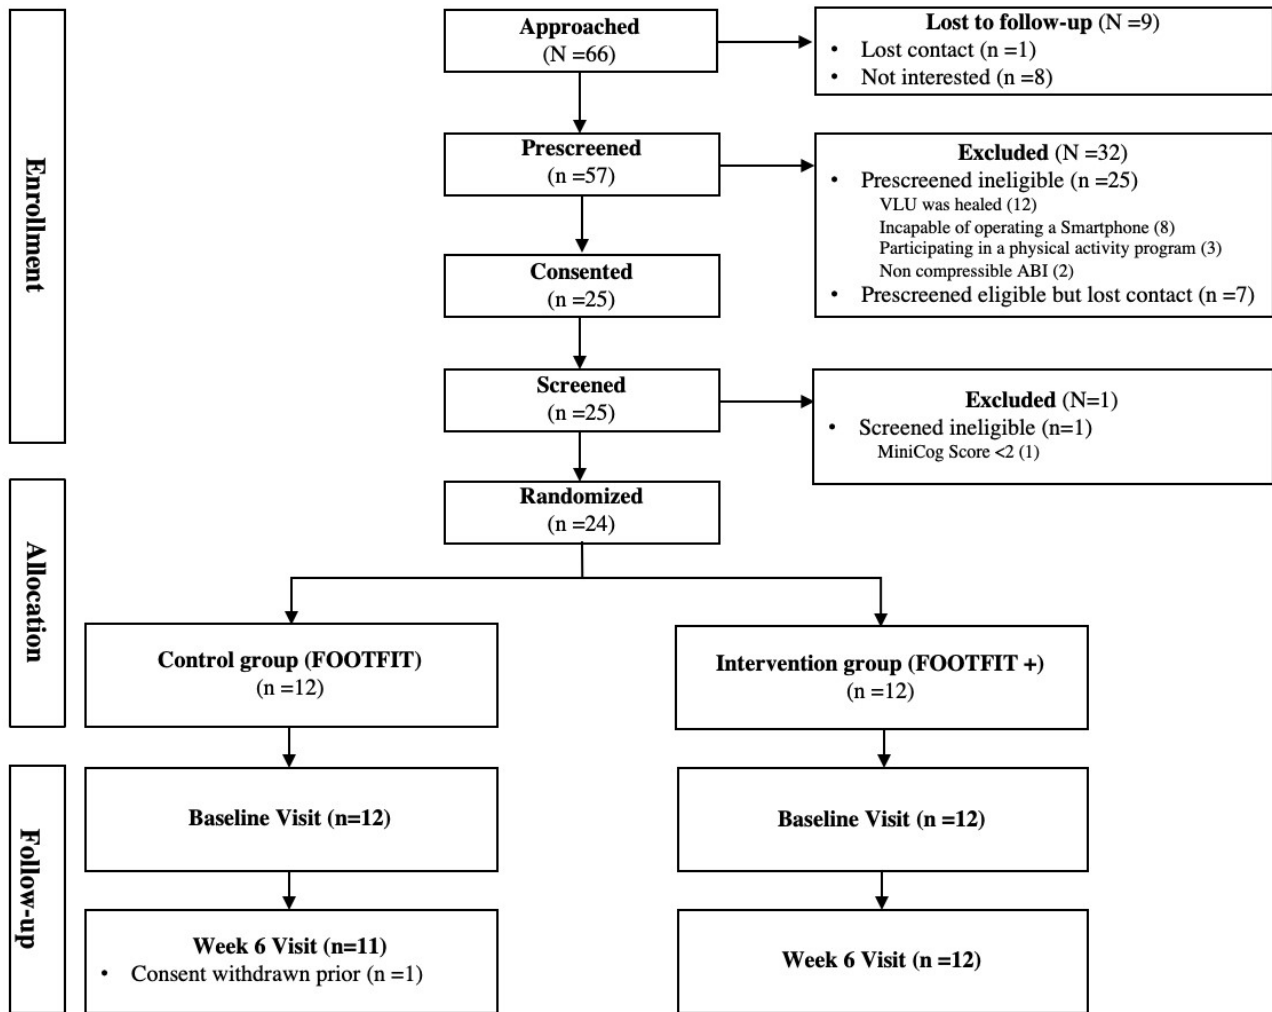 Enrollment
Approached
(N =66)
Lost to follow-up (N =9)
• Lost contact (n =1)
• Not interested (n =8)
Prescreened
(n =57)
Excluded (N =32)
• Prescreened ineligible (n =25)
VLU was healed (12)
Incapable of operating a Smartphone (8)
Participating in a physical activity program (3)
Non compressible ABI (2)
• Prescreened eligible but lost contact (n =7)
Consented
(n =25)
Screened
(n =25)
Excluded (N=1)
• Screened ineligible (n=1)
MiniCog Score <2 (1)
Randomized
(n =24)
Allocation
Control group (FOOTFIT)
(n =12)
Intervention group (FOOTFIT +)
(n =12)
Follow-up
Baseline Visit (n=12)
Baseline Visit (n =12)
Week 6 Visit (n=11)
• Consent withdrawn prior (n =1)
Week 6 Visit (n =12)